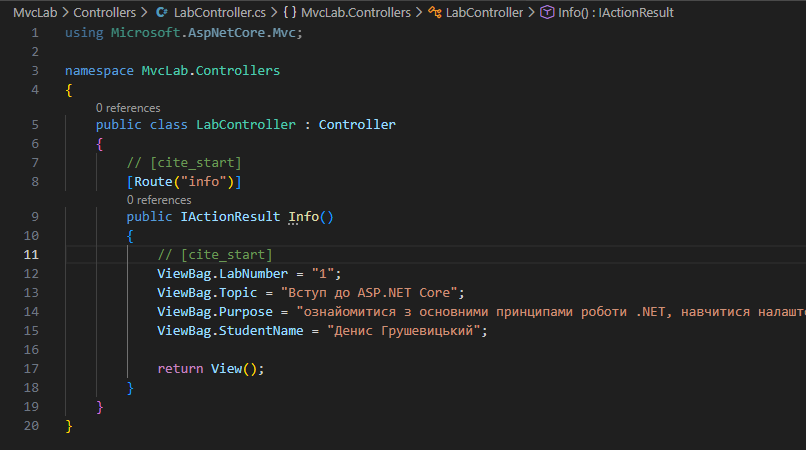 MvcLab > Controllers > LabController.cs > { } MvcLab.Controllers > LabController > Info() : IActionResult
1 using Microsoft.AspNetCore.Mvc;
2
3 namespace MvcLab.Controllers
4 {
0 references
5 public class LabController : Controller
6 {
7 // [cite_start]
8 [Route("info")]
0 references
9 public IActionResult Info()
10 {
11 // [cite_start]
12 ViewBag.LabNumber = "1";
13 ViewBag.Topic = "Вступ до ASP.NET Core";
14 ViewBag.Purpose = "ознайомитися з основними принципами роботи .NET, навчитися налашт
15 ViewBag.StudentName = "Денис Грушевицький";
16
17 return View();
18 }
19 }
20 }